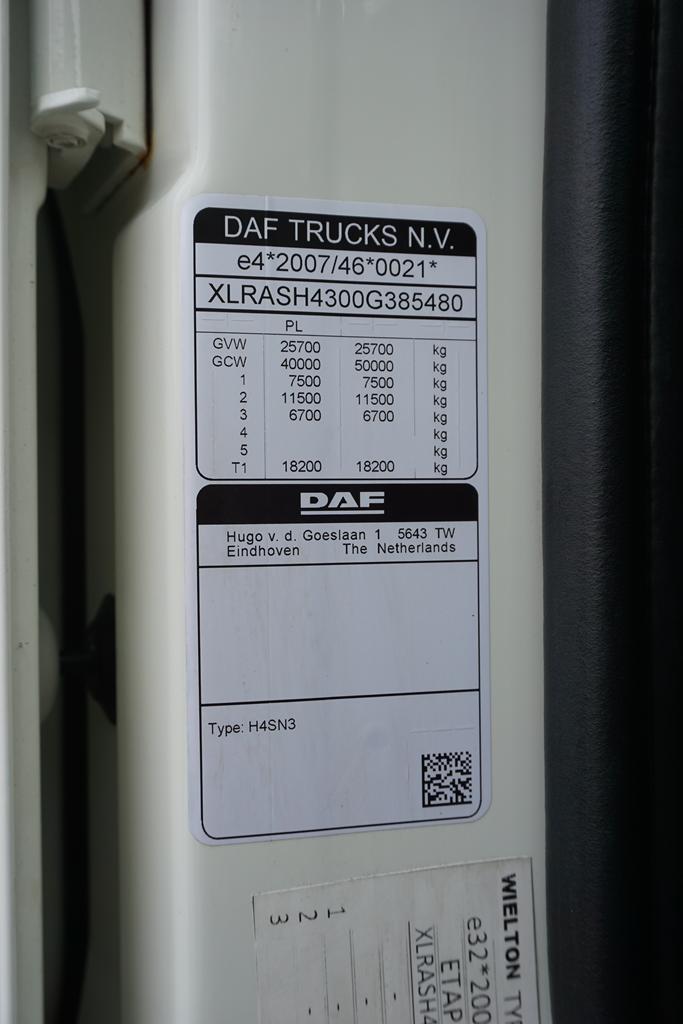 DAF TRUCKS N.V.
e4*2007/46*0021*
XLRASH4300G385480
PL
GVW 25700 25700 kg
GCW 40000 50000 kg
1 7500 7500 kg
2 11500 11500 kg
3 6700 6700 kg
4 kg
5 kg
T1 18200 18200 kg
DAF
Hugo v. d. Goeslaan 1 5643 TW
Eindhoven The Netherlands
Type: H4SN3
WIELTON TY
e32*200
ETAP
XLRASH4
1 -
2 -
3 -